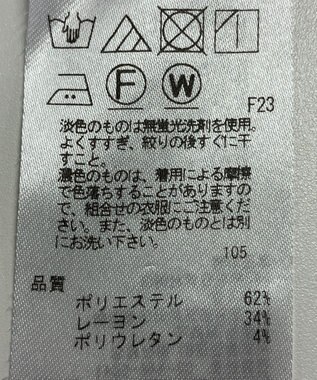 F W F23
淡色のものは無蛍光洗剤を使用。
よくすすぎ、絞りの後すぐに干
すこと。
濃色のものは、着用による摩擦
で色落ちすることがありますの
で、組合せの衣服にご注意くだ
さい。また、淡色のものとは別
にお洗い下さい。
105
品質
ポリエステル 62%
レーヨン 34%
ポリウレタン 4%